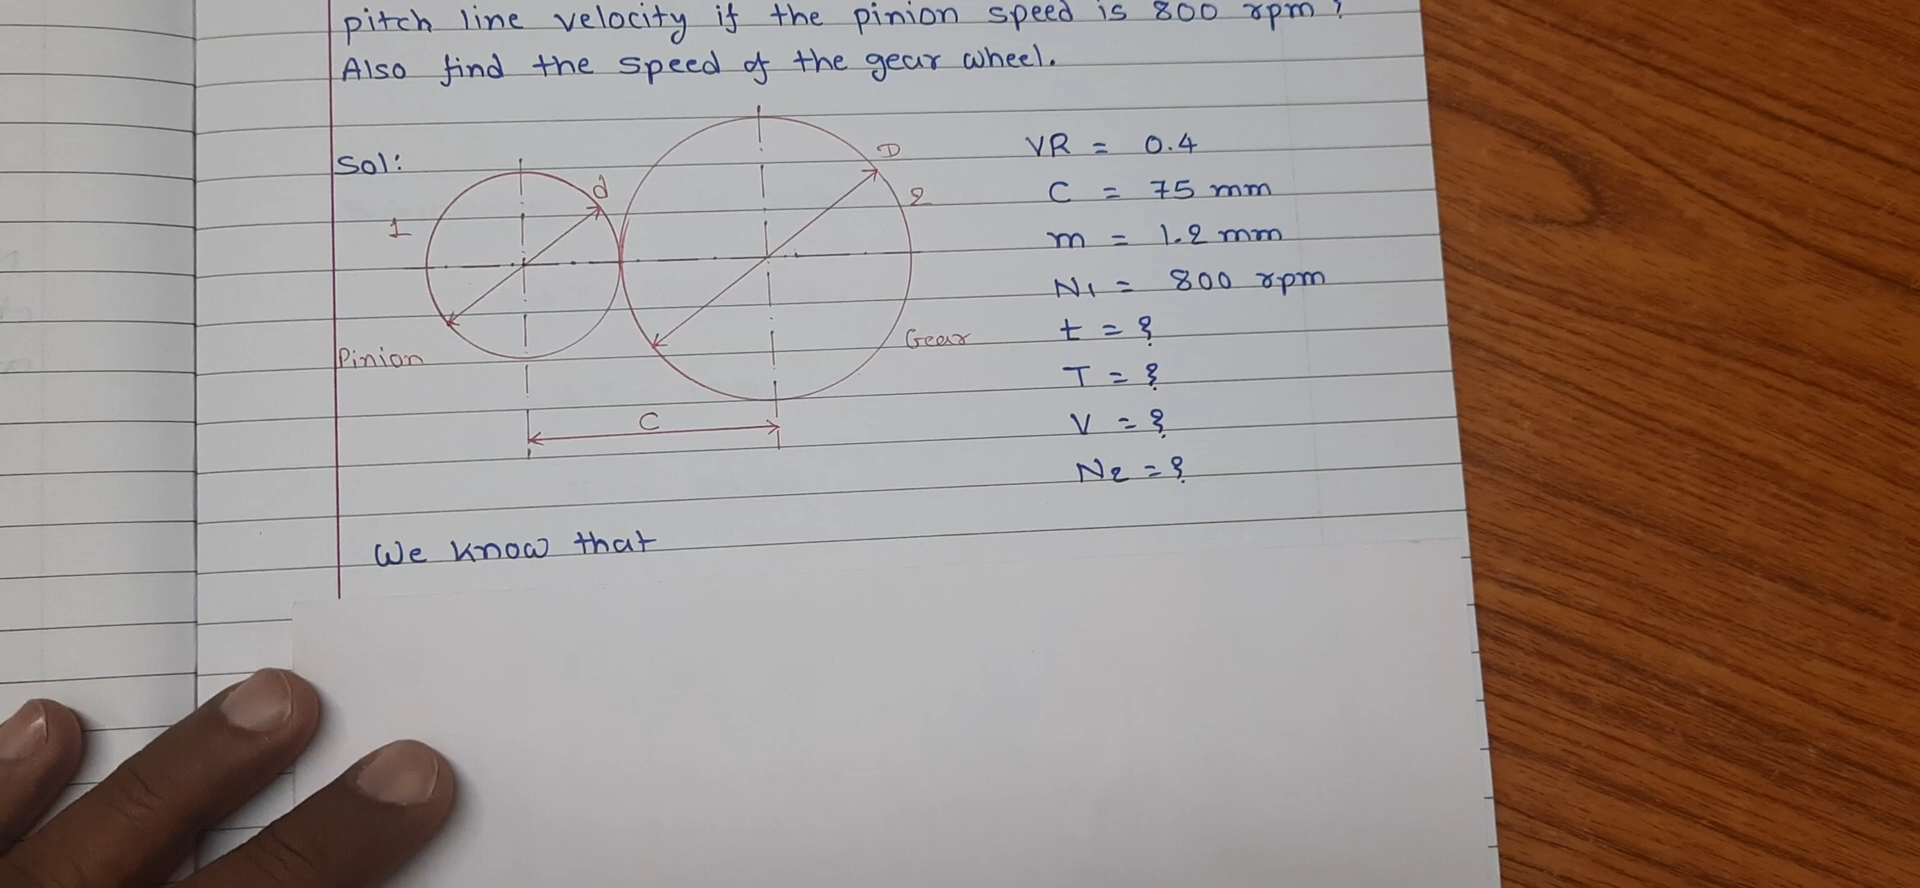 pitch line velocity if the pinion speed is 800 rpm?
Also find the speed of the gear wheel.
Sol:
1
d
D
2
Pinion
Gear
C
VR = 0.4
C = 75 mm
m = 1.2 mm
N1 = 800 rpm
t = ?
T = ?
V = ?
N2 = ?
We know that